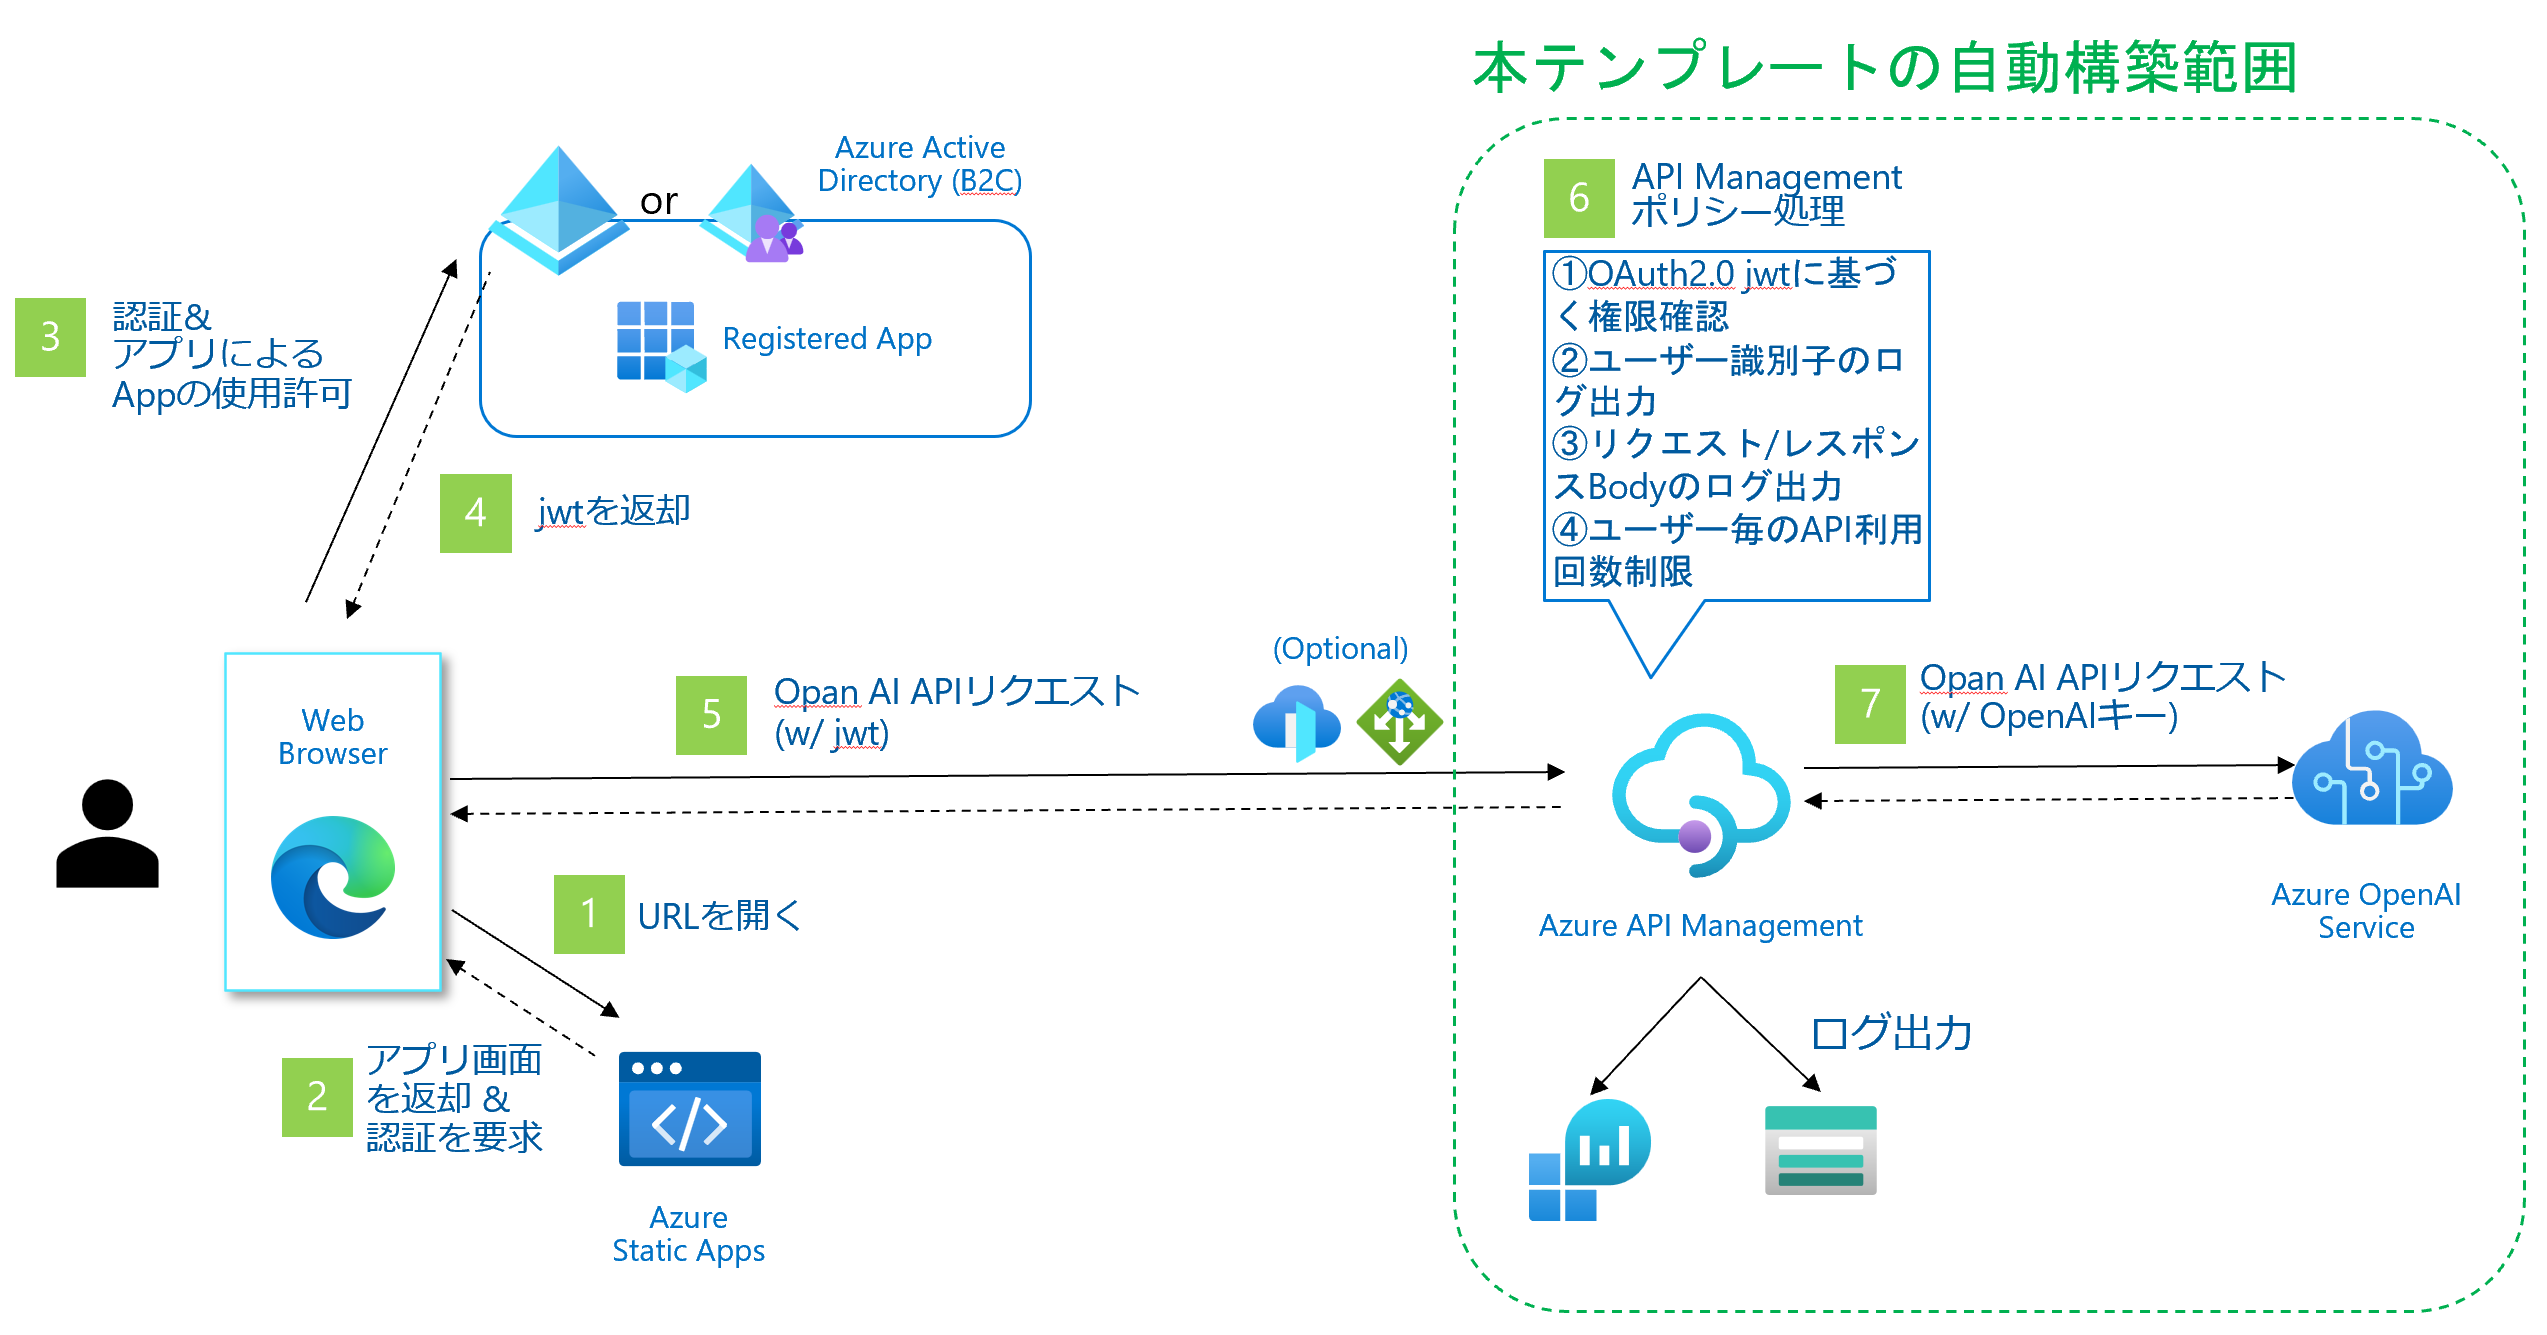 本テンプレートの自動構築範囲
Azure Active
Directory (B2C)
or
Registered App
3
認証&
アプリによる
Appの使用許可
4
jwtを返却
6
API Management
ポリシー処理
①OAuth2.0 jwtに基づ
く権限確認
②ユーザー識別子のロ
グ出力
③リクエスト/レスポン
スBodyのログ出力
④ユーザー毎のAPI利用
回数制限
Web
Browser
5
Opan AI APIリクエスト
(w/ jwt)
(Optional)
7
Opan AI APIリクエスト
(w/ OpenAIキー)
Azure API Management
Azure OpenAI
Service
1
URLを開く
2
アプリ画面
を返却 &
認証を要求
Azure
Static Apps
ログ出力